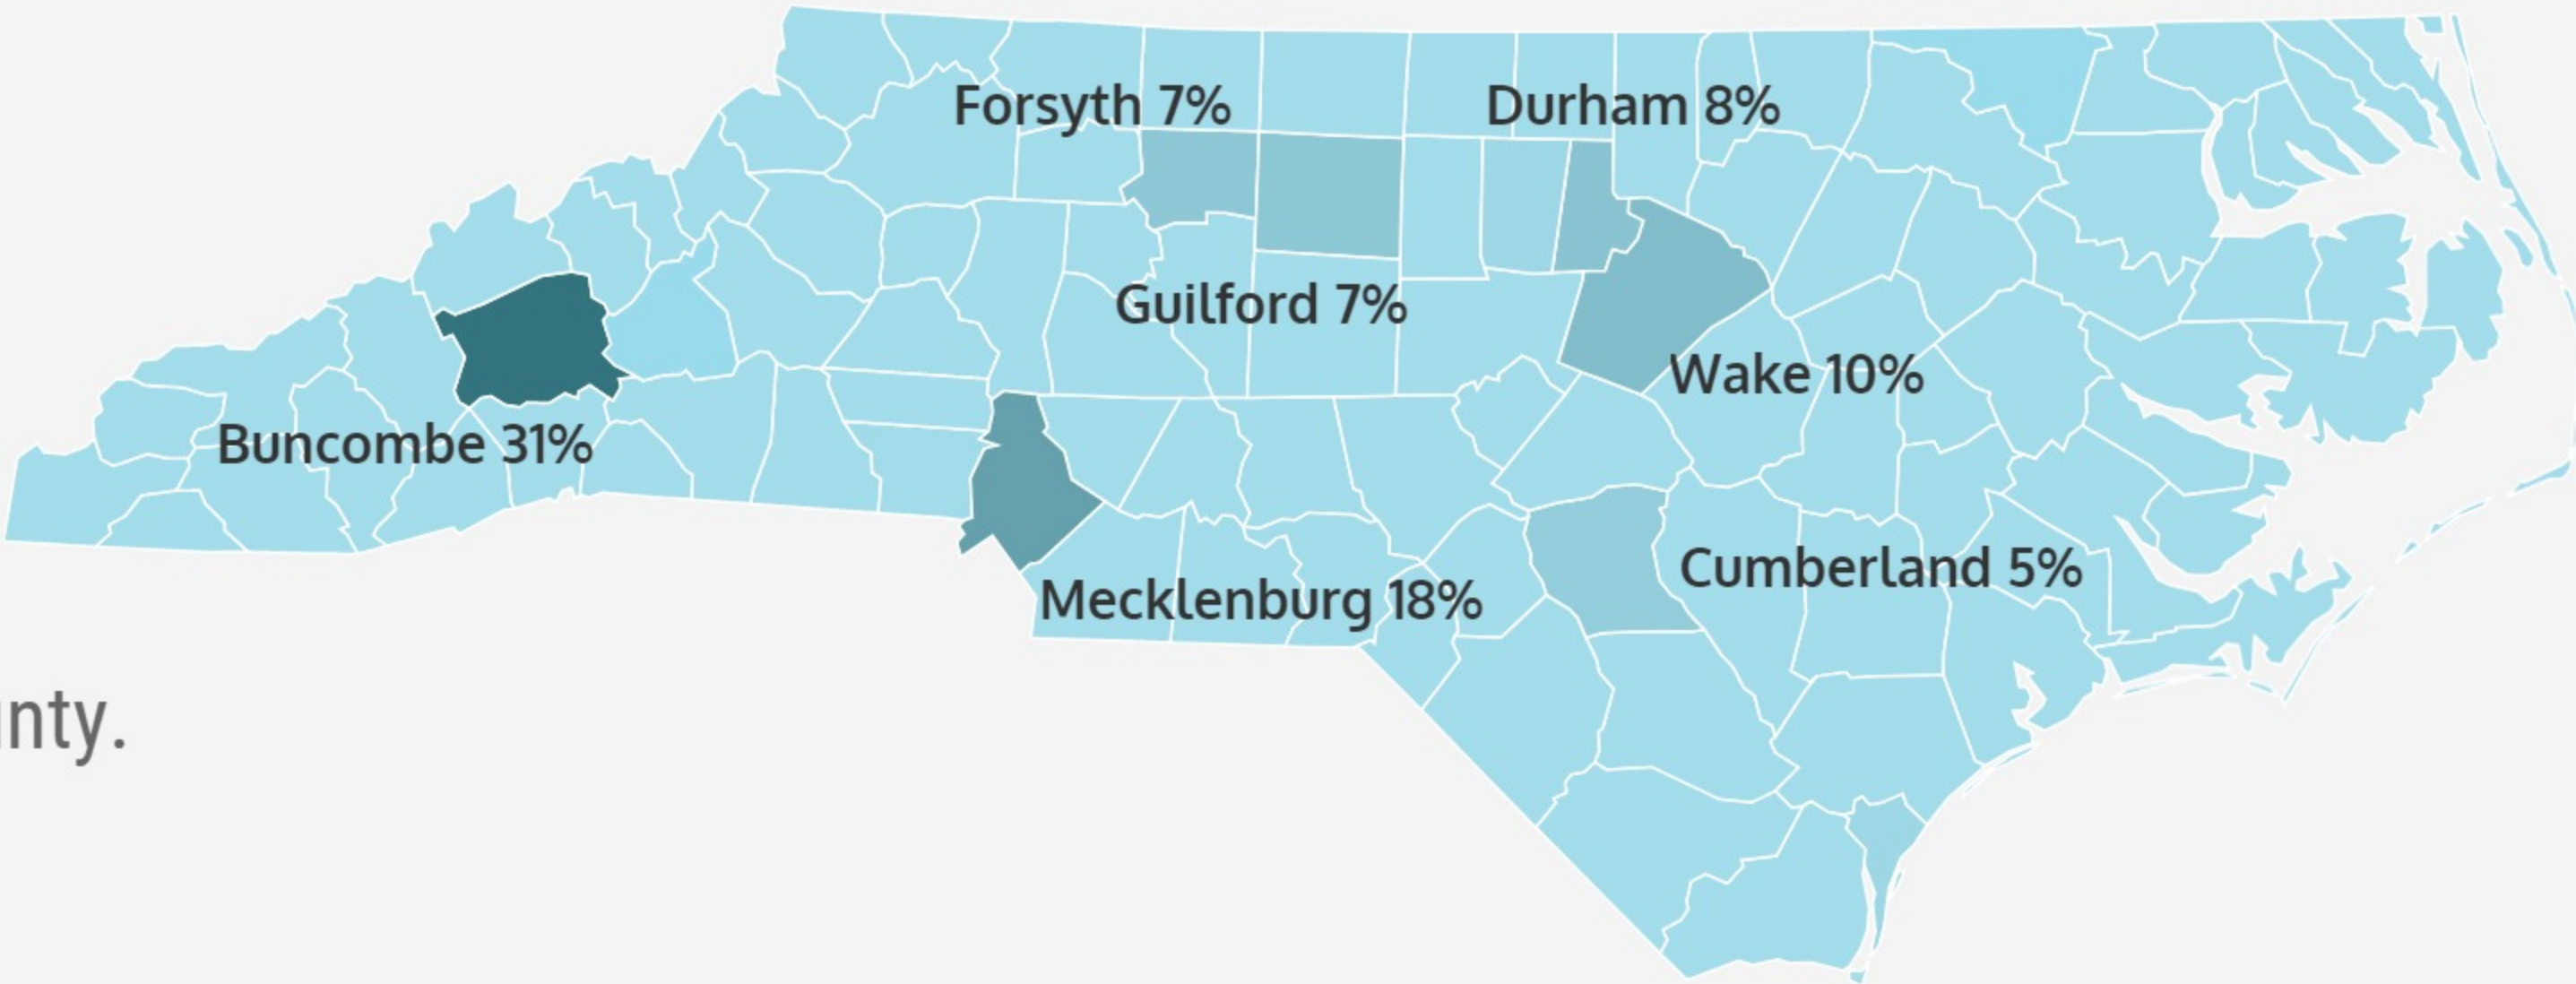 Forsyth 7%
Durham 8%
Guilford 7%
Wake 10%
Buncombe 31%
Cumberland 5%
Mecklenburg 18%
nty.